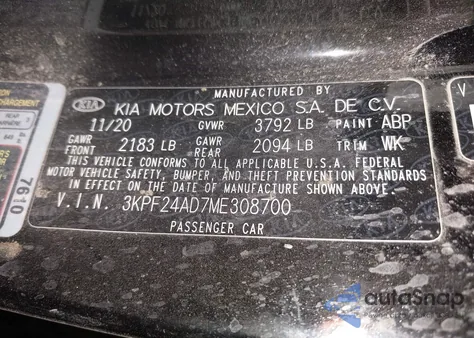 MANUFACTURED BY
KIA KIA MOTORS MEXICO S.A. DE C.V.
11/20 GVWR 3792 LB PAINT ABP
GAWR FRONT 2183 LB GAWR REAR 2094 LB TRIM WK
THIS VEHICLE CONFORMS TO ALL APPLICABLE U.S.A. FEDERAL
MOTOR VEHICLE SAFETY, BUMPER, AND THEFT PREVENTION STANDARDS
IN EFFECT ON THE DATE OF MANUFACTURE SHOWN ABOVE.
V.I.N. 3KPF24AD7ME308700
PASSENGER CAR
7610
autoSnap